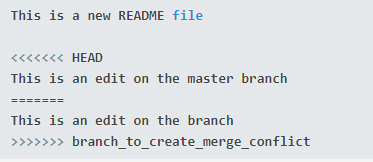 This is a new README file
<<<<<<< HEAD
This is an edit on the master branch
=======
This is an edit on the branch
>>>>>>> branch_to_create_merge_conflict